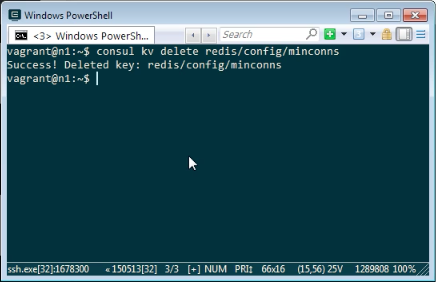 Windows PowerShell
<3> Windows PowerShell...
Search
vagrant@n1:~$ consul kv delete redis/config/minconns
Success! Deleted key: redis/config/minconns
vagrant@n1:~$
ssh.exe[32]:1678300 «150513[32] 3/3 [+] NUM PRI‡ 66x16 (15,56) 25V 1289808 100%